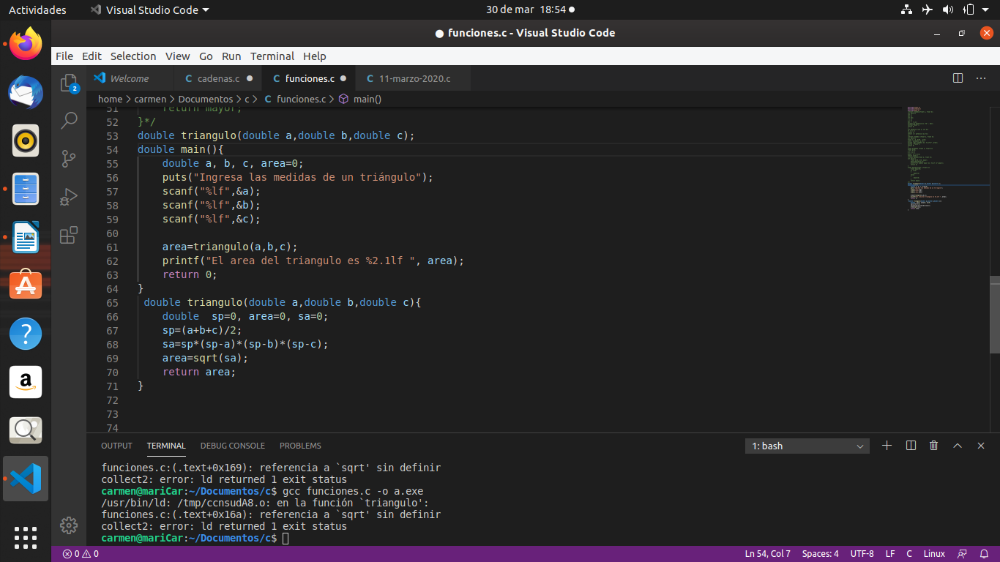 Actividades Visual Studio Code 30 de mar 18:54
funciones.c - Visual Studio Code
File Edit Selection View Go Run Terminal Help
2
Welcome cadenas.c funciones.c 11-marzo-2020.c
home > carmen > Documentos > c > C funciones.c > main()
51 return mayor;
52 }*/
53 double triangulo(double a,double b,double c);
54 double main(){
55 double a, b, c, area=0;
56 puts("Ingresa las medidas de un triángulo");
57 scanf("%lf",&a);
58 scanf("%lf",&b);
59 scanf("%lf",&c);
60
61 area=triangulo(a,b,c);
62 printf("El area del triangulo es %2.1lf ", area);
63 return 0;
64 }
65 double triangulo(double a,double b,double c){
66 double  sp=0, area=0, sa=0;
67 sp=(a+b+c)/2;
68 sa=sp*(sp-a)*(sp-b)*(sp-c);
69 area=sqrt(sa);
70 return area;
71 }
72
73
74
OUTPUT TERMINAL DEBUG CONSOLE PROBLEMS 1: bash
funciones.c:(.text+0x169): referencia a `sqrt' sin definir
collect2: error: ld returned 1 exit status
carmen@mariCar:~/Documentos/c$ gcc funciones.c -o a.exe
/usr/bin/ld: /tmp/ccnsudA8.o: en la función `triangulo':
funciones.c:(.text+0x16a): referencia a `sqrt' sin definir
collect2: error: ld returned 1 exit status
carmen@mariCar:~/Documentos/c$
0 0 Ln 54, Col 7 Spaces: 4 UTF-8 LF C Linux